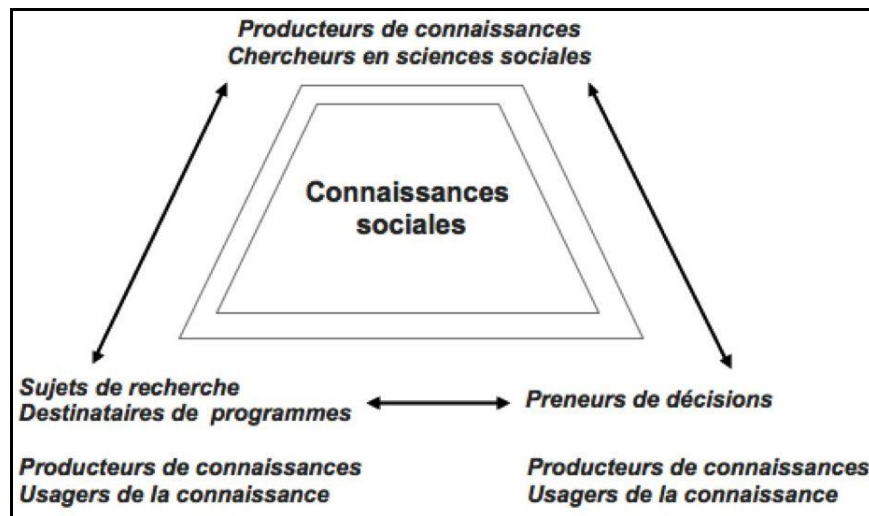 Producteurs de connaissances
Chercheurs en sciences sociales
Connaissances
sociales
Sujets de recherche
Destinataires de programmes
Preneurs de décisions
Producteurs de connaissances
Usagers de la connaissance
Producteurs de connaissances
Usagers de la connaissance